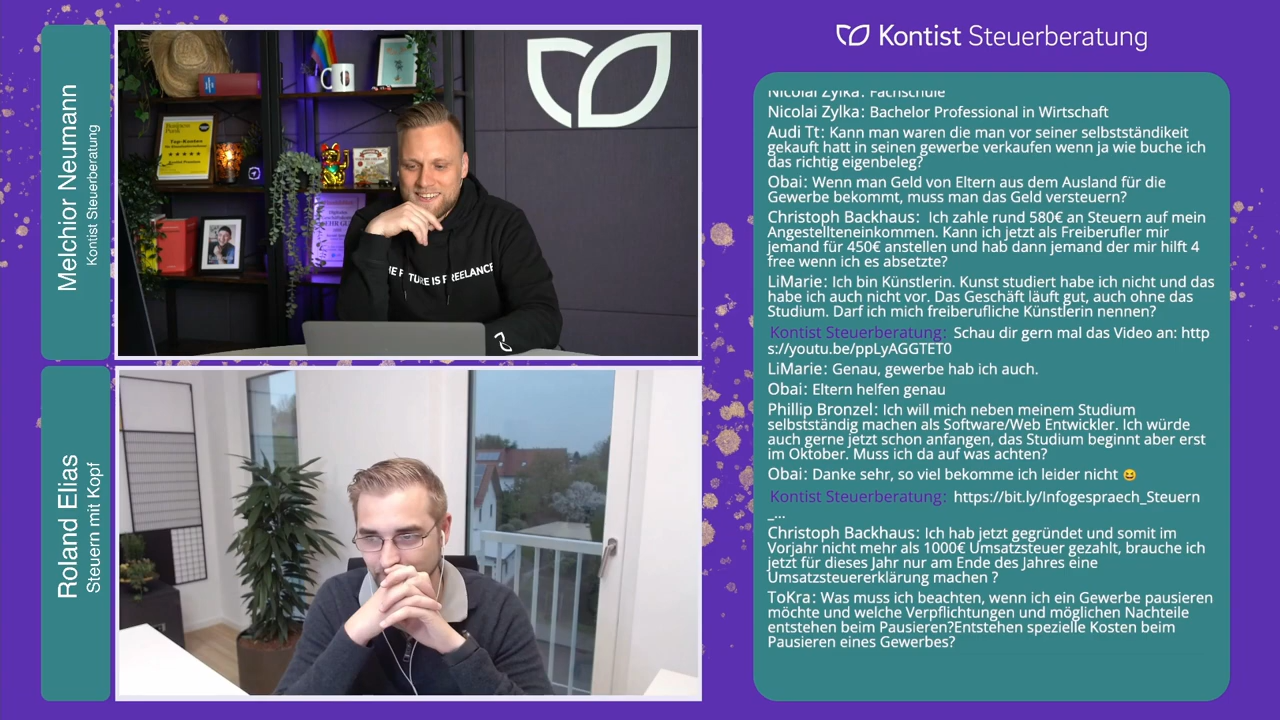 Melchior Neumann
Kontist Steuerberatung
Business
Punk
Top-Konten
THE FUTURE IS FREELANCE
Roland Elias
Steuern mit Kopf
Kontist Steuerberatung
Nicolai Zylka: Fachschule
Nicolai Zylka: Bachelor Professional in Wirtschaft
Audi Tt: Kann man waren die man vor seiner selbstständikeit
gekauft hatt in seinen gewerbe verkaufen wenn ja wie buche ich
das richtig eigenbeleg?
Obai: Wenn man Geld von Eltern aus dem Ausland für die
Gewerbe bekommt, muss man das Geld versteuern?
Christoph Backhaus: Ich zahle rund 580€ an Steuern auf mein
Angestellteneinkommen. Kann ich jetzt als Freiberufler mir
jemand für 450€ anstellen und hab dann jemand der mir hilft 4
free wenn ich es absetzte?
LiMarie: Ich bin Künstlerin. Kunst studiert habe ich nicht und das
habe ich auch nicht vor. Das Geschäft läuft gut, auch ohne das
Studium. Darf ich mich freiberufliche Künstlerin nennen?
Kontist Steuerberatung: Schau dir gern mal das Video an: http
s://youtu.be/ppLyAGGTET0
LiMarie: Genau, gewerbe hab ich auch.
Obai: Eltern helfen genau
Phillip Bronzel: Ich will mich neben meinem Studium
selbstständig machen als Software/Web Entwickler. Ich würde
auch gerne jetzt schon anfangen, das Studium beginnt aber erst
im Oktober. Muss ich da auf was achten?
Obai: Danke sehr, so viel bekomme ich leider nicht 😆
Kontist Steuerberatung: https://bit.ly/Infogespraech_Steuern
_...
Christoph Backhaus: Ich hab jetzt gegründet und somit im
Vorjahr nicht mehr als 1000€ Umsatzsteuer gezahlt, brauche ich
jetzt für dieses Jahr nur am Ende des Jahres eine
Umsatzsteuererklärung machen ?
ToKra: Was muss ich beachten, wenn ich ein Gewerbe pausieren
möchte und welche Verpflichtungen und möglichen Nachteile
entstehen beim Pausieren?Entstehen spezielle Kosten beim
Pausieren eines Gewerbes?